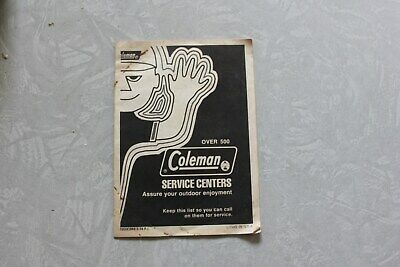 Coleman
OVER 500
Coleman
SERVICE CENTERS
Assure your outdoor enjoyment
Keep this list so you can call
on them for service.